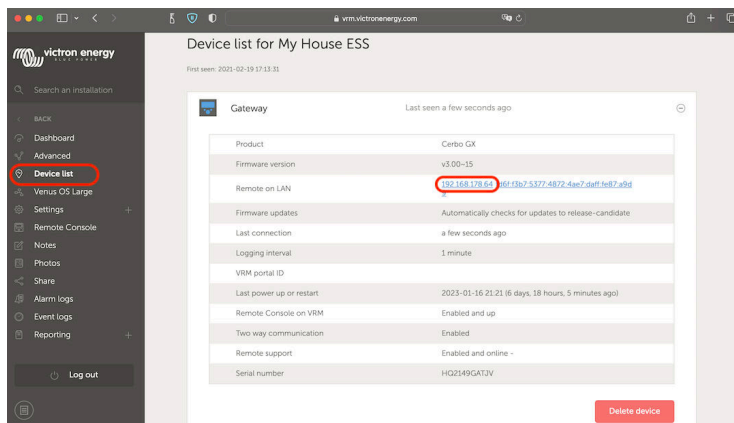 vrm.victronenergy.com
victron energy
BLUE POWER
Search an installation
BACK
Dashboard
Advanced
Device list
Venus OS Large
Settings
Remote Console
Notes
Photos
Share
Alarm logs
Event logs
Reporting
Log out
Device list for My House ESS
First seen: 2021-02-19 17:13:31
Gateway Last seen a few seconds ago
Product Cerbo GX
Firmware version v3.00~15
Remote on LAN 192.168.178.64
Firmware updates Automatically checks for updates to release-candidate
Last connection a few seconds ago
Logging interval 1 minute
VRM portal ID
Last power up or restart 2023-01-16 21:21 (6 days, 18 hours, 5 minutes ago)
Remote Console on VRM Enabled and up
Two way communication Enabled
Remote support Enabled and online -
Serial number HQ2149GATJV
Delete device